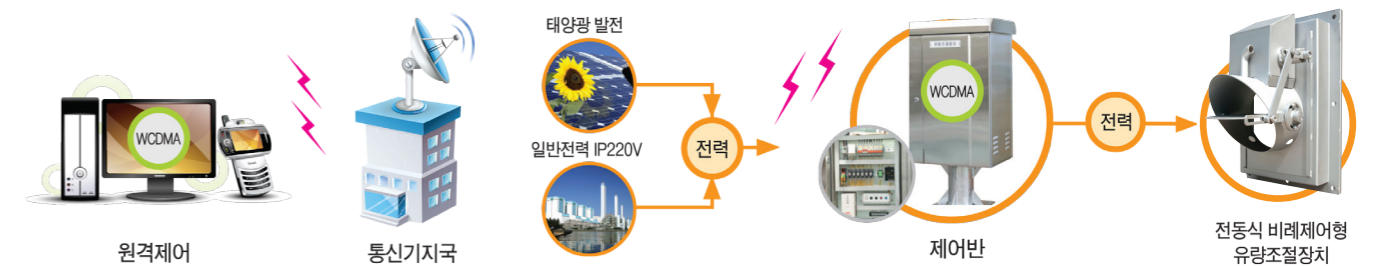 WCDMA
원격제어
통신기지국
태양광 발전
일반전력 IP220V
전력
WCDMA
제어반
전력
전동식 비례제어형
유량조절장치